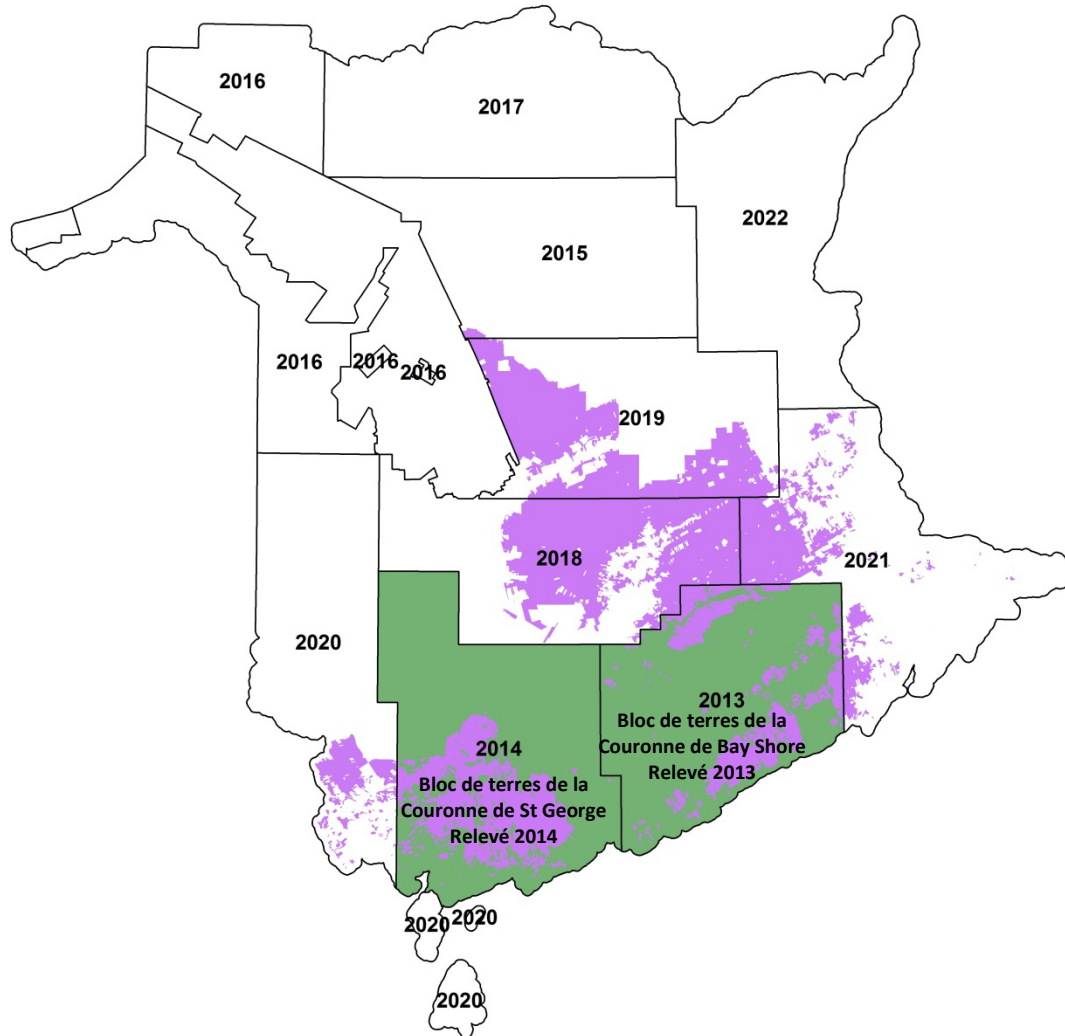 2016
2017
2022
2015
2016
2016
2016
2019
2018
2021
2020
2013
Bloc de terres de la
Couronne de Bay Shore
Relevé 2013
2014
Bloc de terres de la
Couronne de St George
Relevé 2014
2020
2020
2020